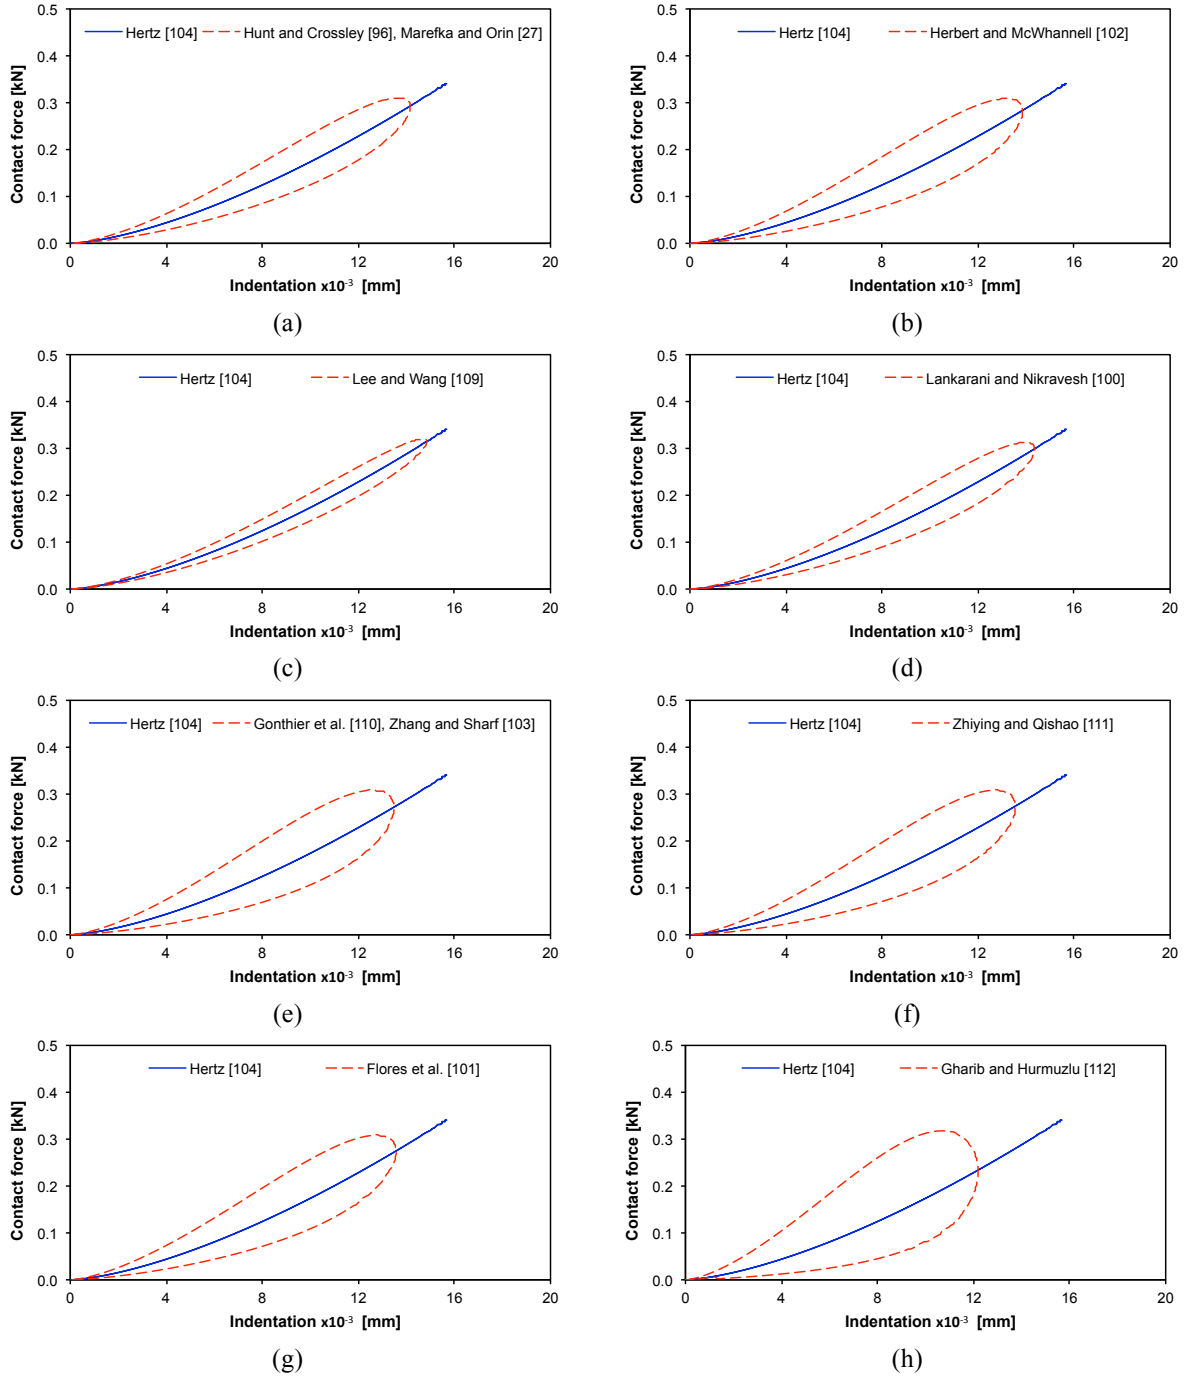 Hertz [104] Hunt and Crossley [96], Marefka and Orin [27]
Contact force [kN]
0.5
0.4
0.3
0.2
0.1
0.0
0 4 8 12 16 20
Indentation x10-3 [mm]
(a)
Hertz [104] Herbert and McWhannell [102]
Contact force [kN]
0.5
0.4
0.3
0.2
0.1
0.0
0 4 8 12 16 20
Indentation x10-3 [mm]
(b)
Hertz [104] Lee and Wang [109]
Contact force [kN]
0.5
0.4
0.3
0.2
0.1
0.0
0 4 8 12 16 20
Indentation x10-3 [mm]
(c)
Hertz [104] Lankarani and Nikravesh [100]
Contact force [kN]
0.5
0.4
0.3
0.2
0.1
0.0
0 4 8 12 16 20
Indentation x10-3 [mm]
(d)
Hertz [104] Gonthier et al. [110], Zhang and Sharf [103]
Contact force [kN]
0.5
0.4
0.3
0.2
0.1
0.0
0 4 8 12 16 20
Indentation x10-3 [mm]
(e)
Hertz [104] Zhiying and Qishao [111]
Contact force [kN]
0.5
0.4
0.3
0.2
0.1
0.0
0 4 8 12 16 20
Indentation x10-3 [mm]
(f)
Hertz [104] Flores et al. [101]
Contact force [kN]
0.5
0.4
0.3
0.2
0.1
0.0
0 4 8 12 16 20
Indentation x10-3 [mm]
(g)
Hertz [104] Gharib and Hurmuzlu [112]
Contact force [kN]
0.5
0.4
0.3
0.2
0.1
0.0
0 4 8 12 16 20
Indentation x10-3 [mm]
(h)